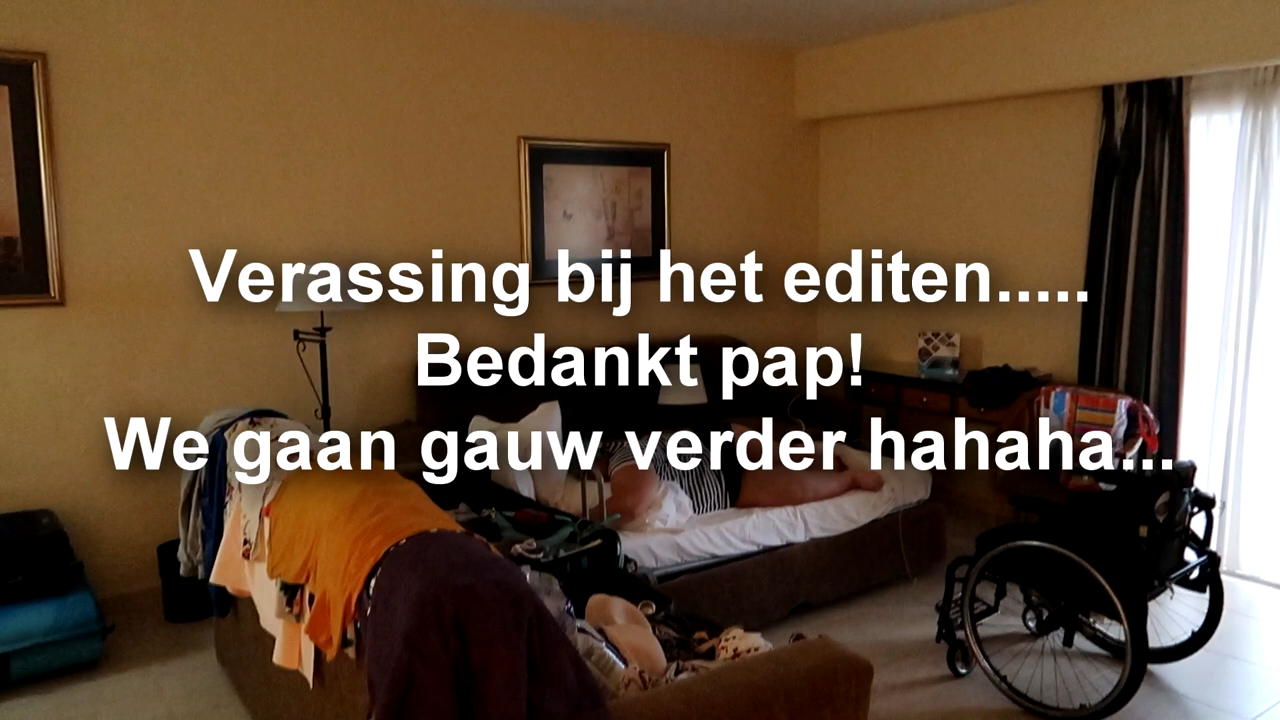 Verassing bij het editen.....
Bedankt pap!
We gaan gauw verder hahaha...